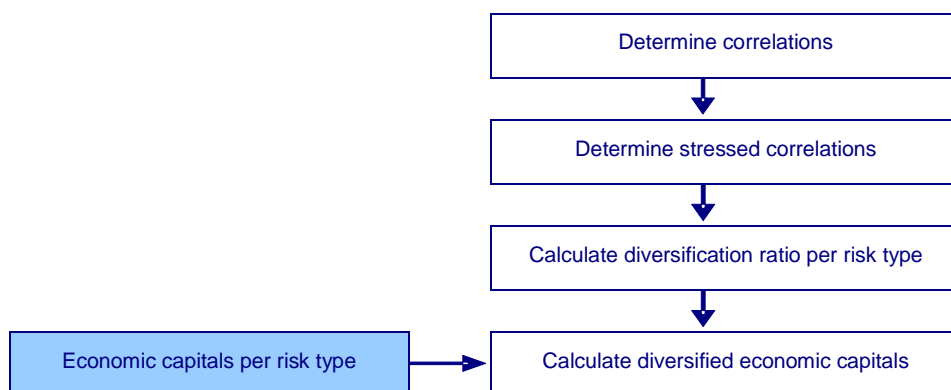 Determine correlations
Determine stressed correlations
Calculate diversification ratio per risk type
Economic capitals per risk type
Calculate diversified economic capitals